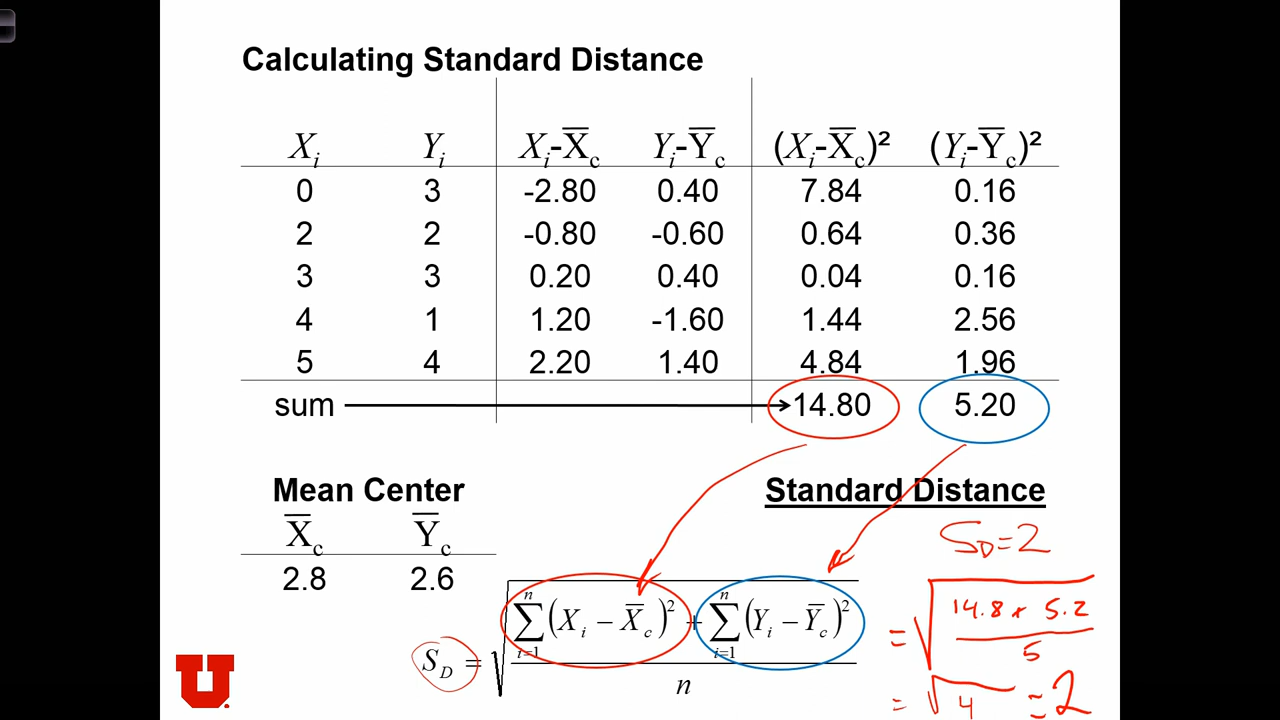 Calculating Standard Distance
Xi Yi Xi-X̅c Yi-Y̅c (Xi-X̅c)² (Yi-Y̅c)²
0 3 -2.80 0.40 7.84 0.16
2 2 -0.80 -0.60 0.64 0.36
3 3 0.20 0.40 0.04 0.16
4 1 1.20 -1.60 1.44 2.56
5 4 2.20 1.40 4.84 1.96
sum 14.80 5.20
Mean Center Standard Distance
X̅c Y̅c
2.8 2.6
SD = √((∑(i=1 to n) (Xi − X̅c)² + ∑(i=1 to n) (Yi − Y̅c)²) / n)
SD=2
= √((14.8 + 5.2) / 5)
= √4 = 2
U